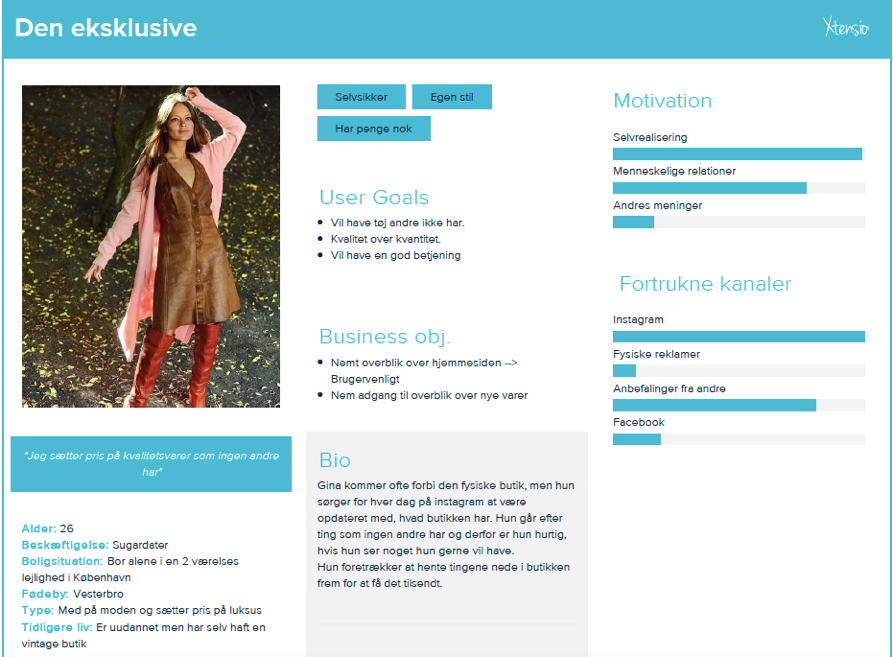 Den eksklusive
Xtensio
"Jeg sætter pris på kvalitetsvarer som ingen andre
har"
Alder: 26
Beskæftigelse: Sugardater
Boligsituation: Bor alene i en 2 værelses
lejlighed i København
Fødeby: Vesterbro
Type: Med på moden og sætter pris på luksus
Tidligere liv: Er uudannet men har selv haft en
vintage butik
Selvsikker
Egen stil
Har penge nok
User Goals
Vil have tøj andre ikke har.
Kvalitet over kvantitet.
Vil have en god betjening
Business obj.
Nemt overblik over hjemmesiden -->
Brugervenligt
Nem adgang til overblik over nye varer
Bio
Gina kommer ofte forbi den fysiske butik, men hun
sørger for hver dag på instagram at være
opdateret med, hvad butikken har. Hun går efter
ting som ingen andre har og derfor er hun hurtig,
hvis hun ser noget hun gerne vil have.
Hun foretrækker at hente tingene nede i butikken
frem for at få det tilsendt.
Motivation
Selvrealisering
Menneskelige relationer
Andres meninger
Fortrukne kanaler
Instagram
Fysiske reklamer
Anbefalinger fra andre
Facebook